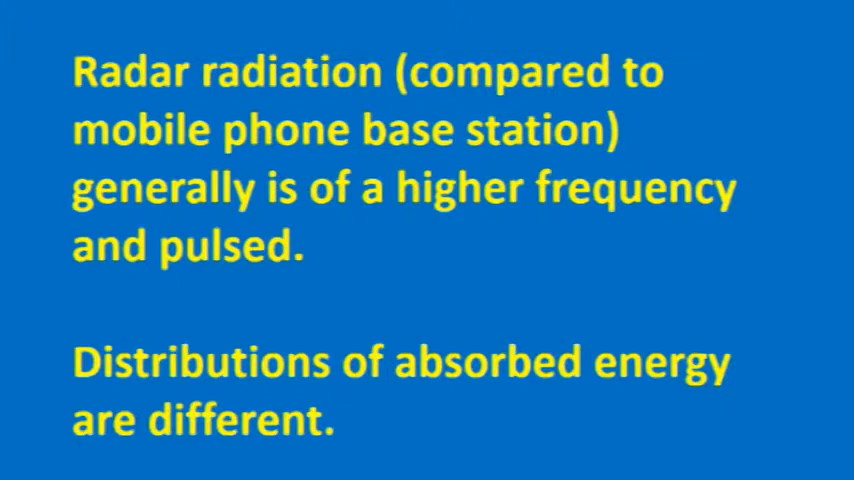 Radar radiation (compared to
mobile phone base station)
generally is of a higher frequency
and pulsed.
Distributions of absorbed energy
are different.